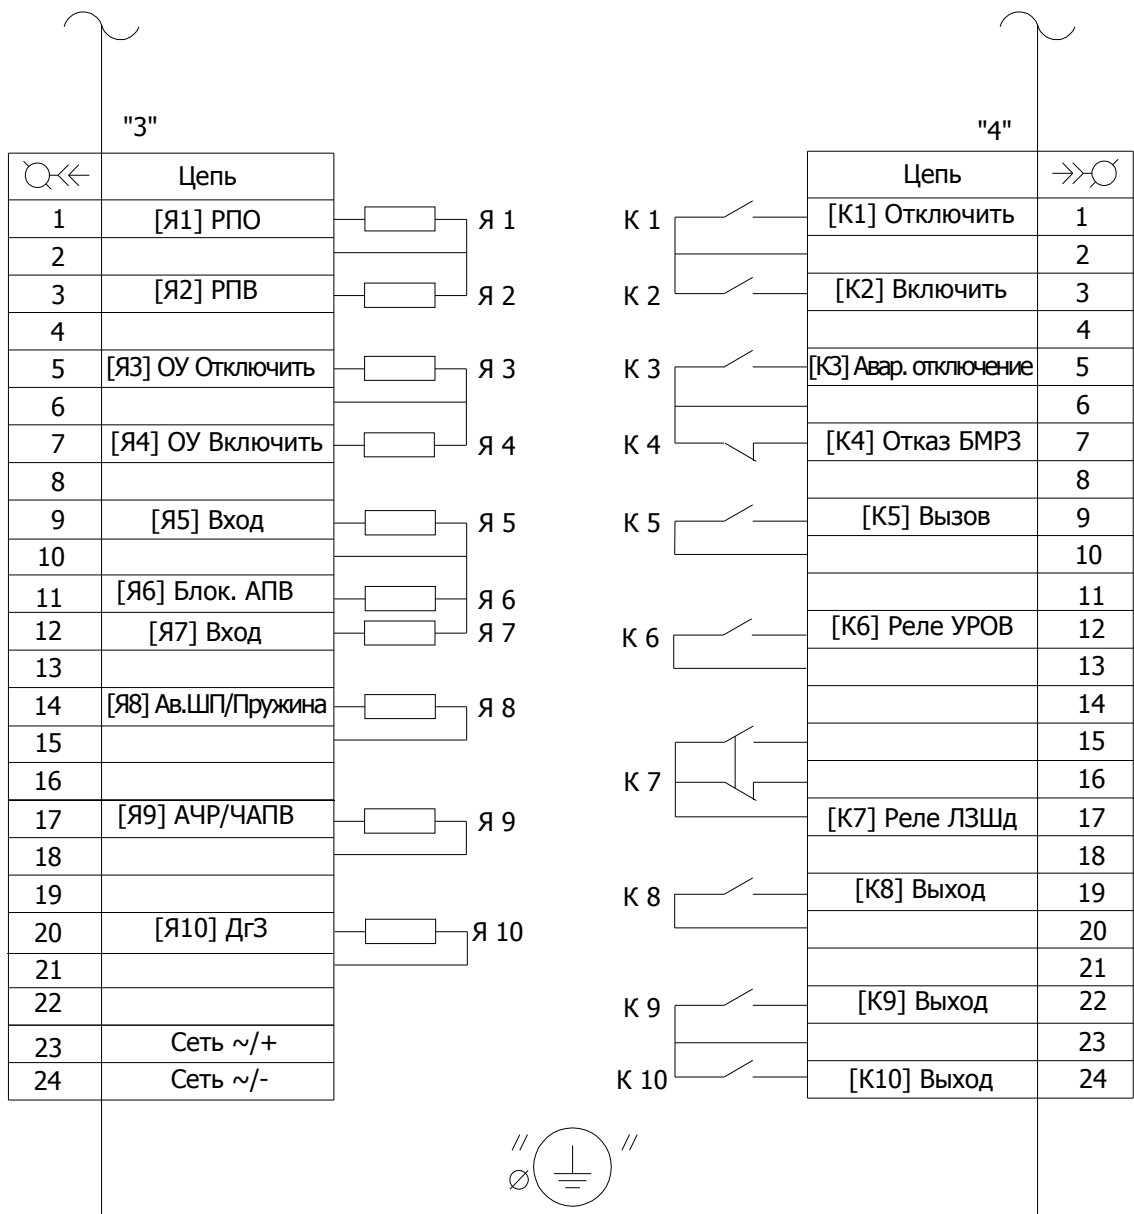 "3"
Цепь
1 [Я1] РПО Я 1
2
3 [Я2] РПВ Я 2
4
5 [Я3] ОУ Отключить Я 3
6
7 [Я4] ОУ Включить Я 4
8
9 [Я5] Вход Я 5
10
11 [Я6] Блок. АПВ Я 6
12 [Я7] Вход Я 7
13
14 [Я8] Ав.ШП/Пружина Я 8
15
16
17 [Я9] АЧР/ЧАПВ Я 9
18
19
20 [Я10] ДгЗ Я 10
21
22
23 Сеть ~/+
24 Сеть ~/-
"4"
Цепь
К 1 [К1] Отключить 1
2
К 2 [К2] Включить 3
4
К 3 [К3] Авар. отключение 5
6
К 4 [К4] Отказ БМРЗ 7
8
К 5 [К5] Вызов 9
10
11
К 6 [К6] Реле УРОВ 12
13
14
15
К 7 16
[К7] Реле ЛЗШд 17
18
К 8 [К8] Выход 19
20
21
К 9 [К9] Выход 22
23
К 10 [К10] Выход 24